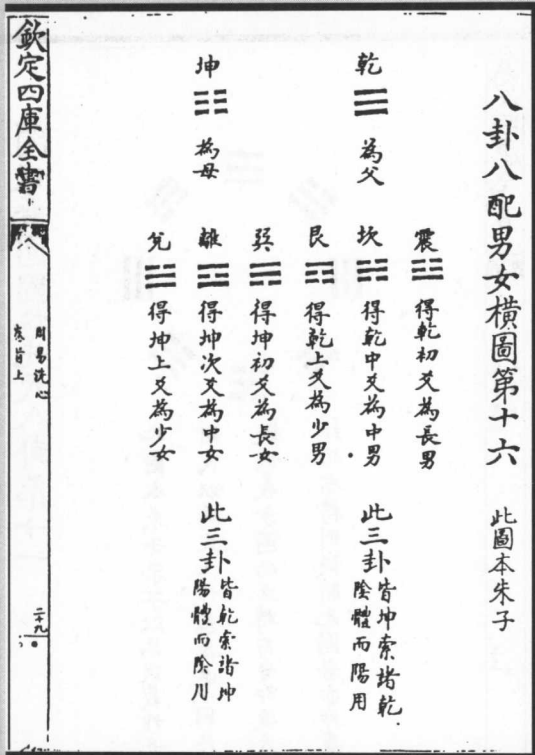 八卦八配男女橫圖第十六 此圖本朱子
乾 為父
震 得乾初爻為長男
坎 得乾中爻為中男
艮 得乾上爻為少男
此三卦
皆坤索諸乾
陰體而陽用
坤 為母
巽 得坤初爻為長女
離 得坤次爻為中女
兌 得坤上爻為少女
此三卦
皆乾索諸坤
陽體而陰用
欽定四庫全書
周易洗心
卷首上
二十九